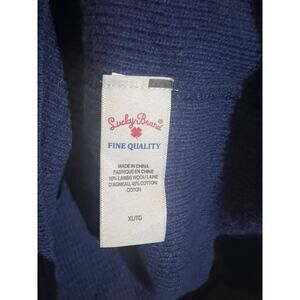 Lucky Brand®
FINE QUALITY
MADE IN CHINA
FABRIQUE EN CHINE
60% LAMBS WOOL/LAINE
D'AGNEAU, 40% COTTON
COTON
XL/TG